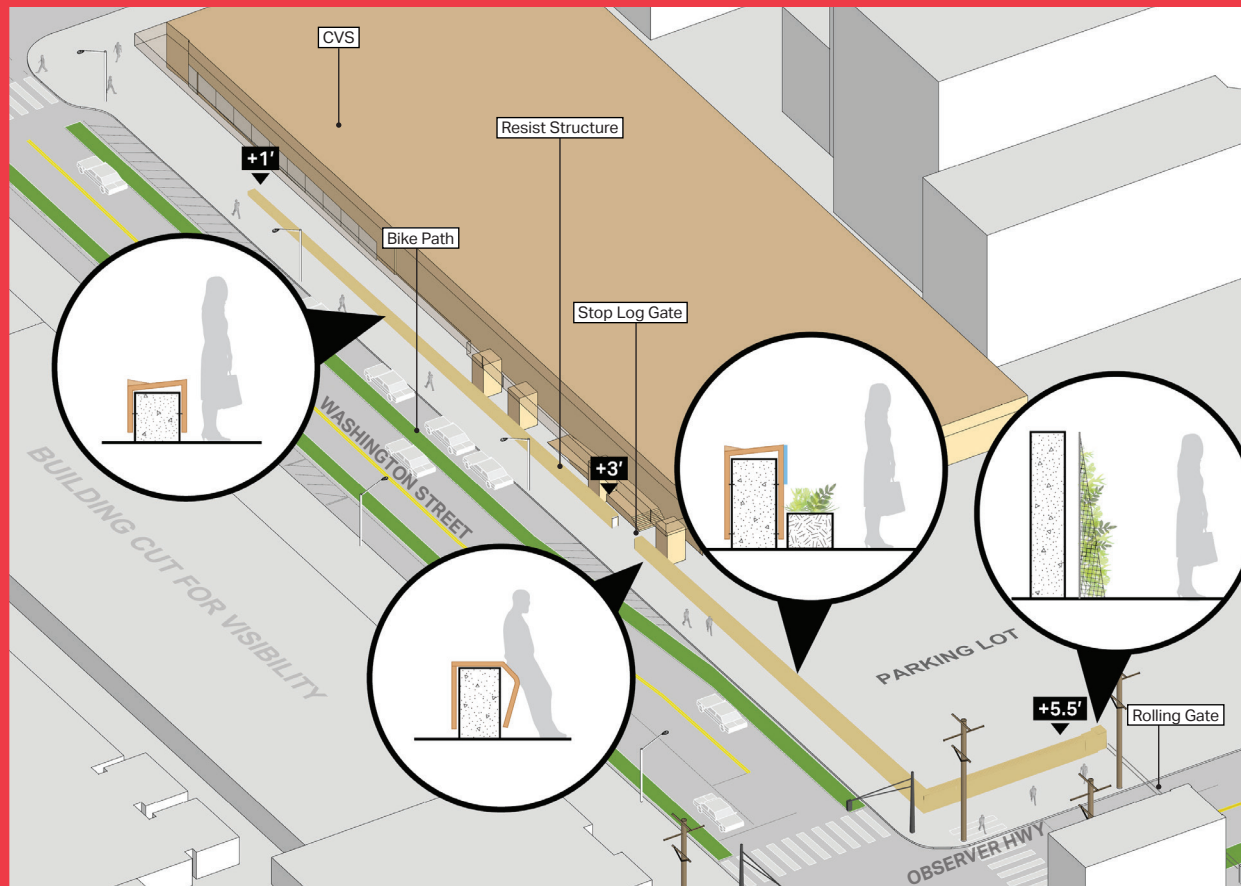 CVS
Resist Structure
+1'
Bike Path
Stop Log Gate
WASHINGTON STREET
+3'
BUILDING CUT FOR VISIBILITY
PARKING LOT
+5.5'
Rolling Gate
OBSERVER HWY